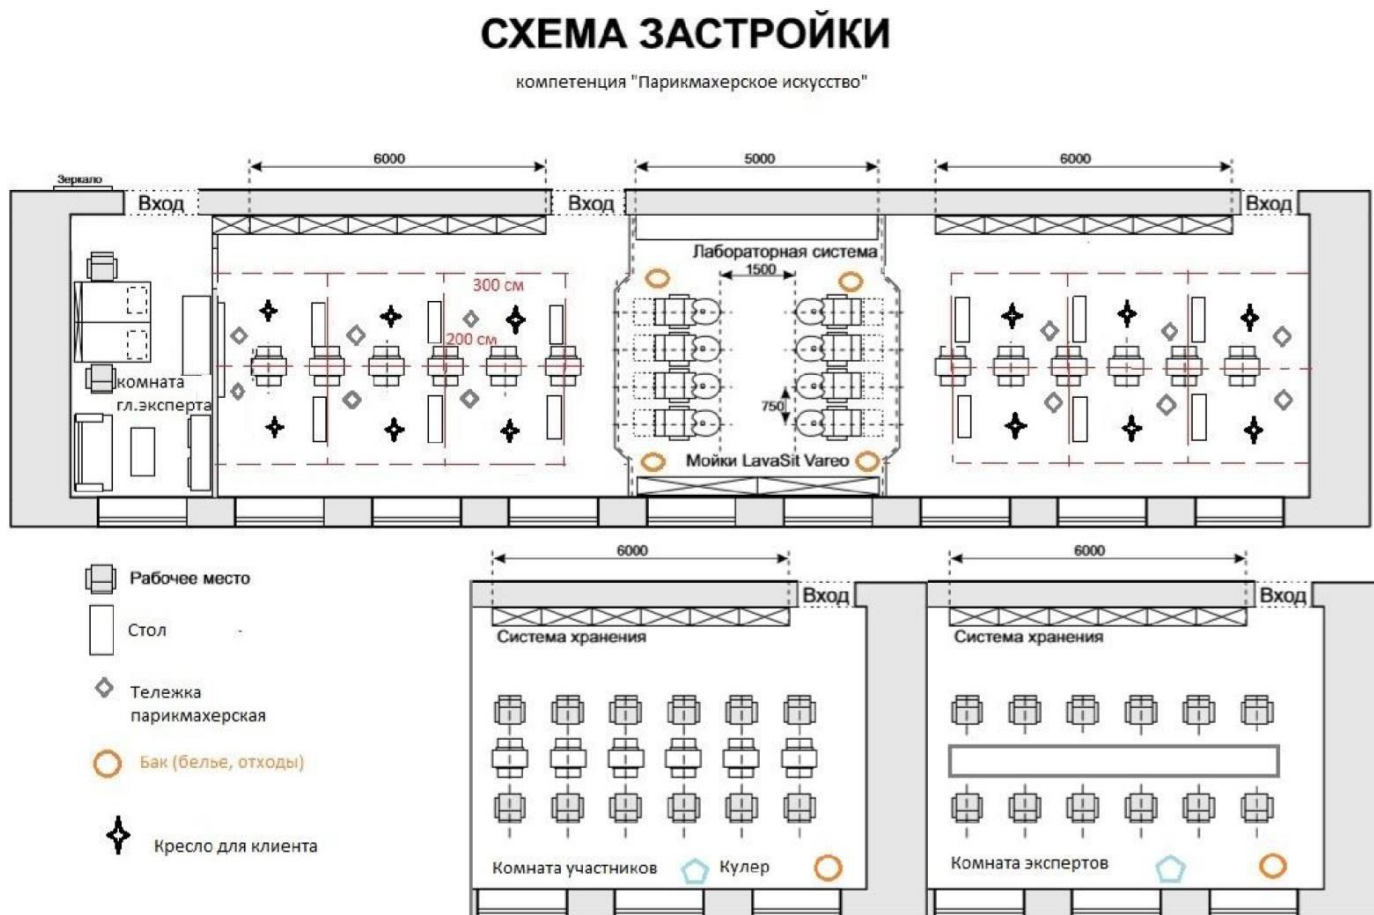 СХЕМА ЗАСТРОЙКИ
компетенция "Парикмахерское искусство"
6000
5000
6000
Зеркало
Вход
Вход
Вход
Лабораторная система
1500
300 см
200 см
комната
гл.эксперта
750
Мойки LavaSit Vareo
6000
6000
Рабочее место
Вход
Вход
Стол
Система хранения
Система хранения
Тележка
парикмахерская
Бак (белье, отходы)
Кресло для клиента
Комната участников
Кулер
Комната экспертов